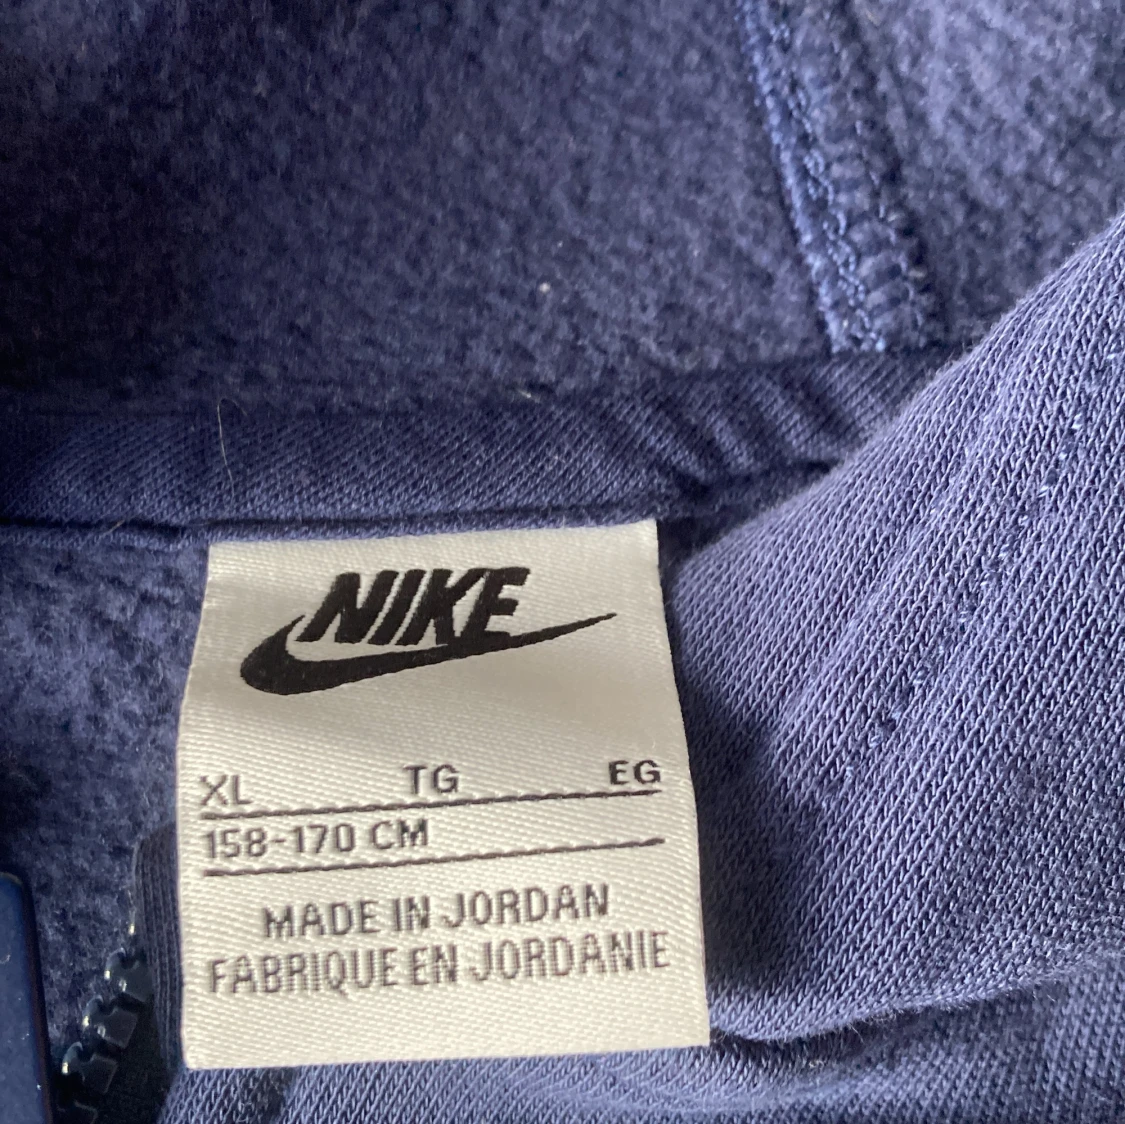 NIKE
XL TG EG
158-170 CM
MADE IN JORDAN
FABRIQUE EN JORDANIE